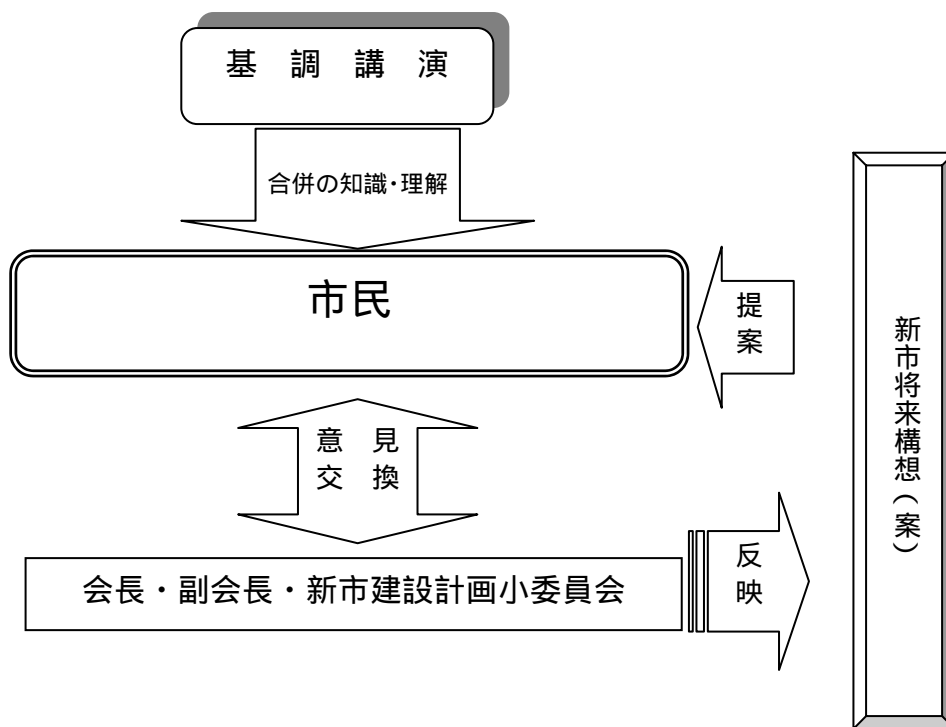 基調講演
合併の知識・理解
市民
提案
意見
交換
会長・副会長・新市建設計画小委員会
反映
新市将来構想（案）